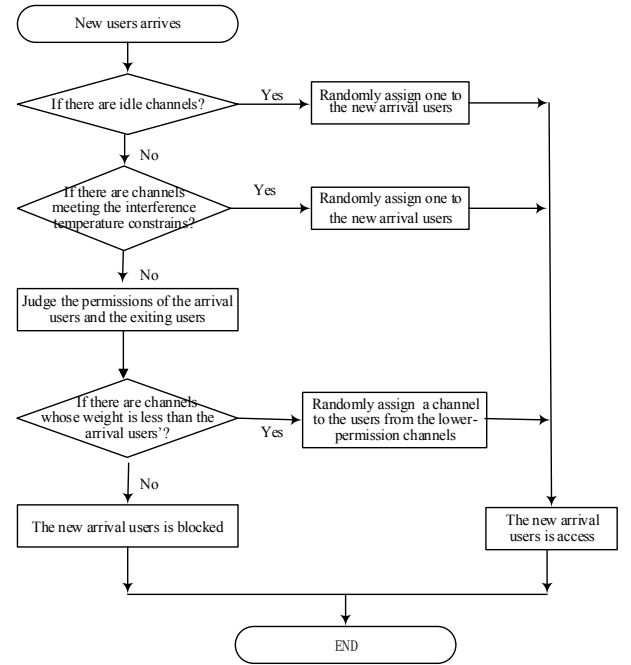 New users arrives
If there are idle channels?
Yes
Randomly assign one to
the new arrival users
No
If there are channels
meeting the interference
temperature constrains?
Yes
Randomly assign one to
the new arrival users
No
Judge the permissions of the arrival
users and the exiting users
If there are channels
whose weight is less than the
arrival users’?
Yes
Randomly assign a channel
to the users from the lower-
permission channels
No
The new arrival users is blocked
The new arrival
users is access
END